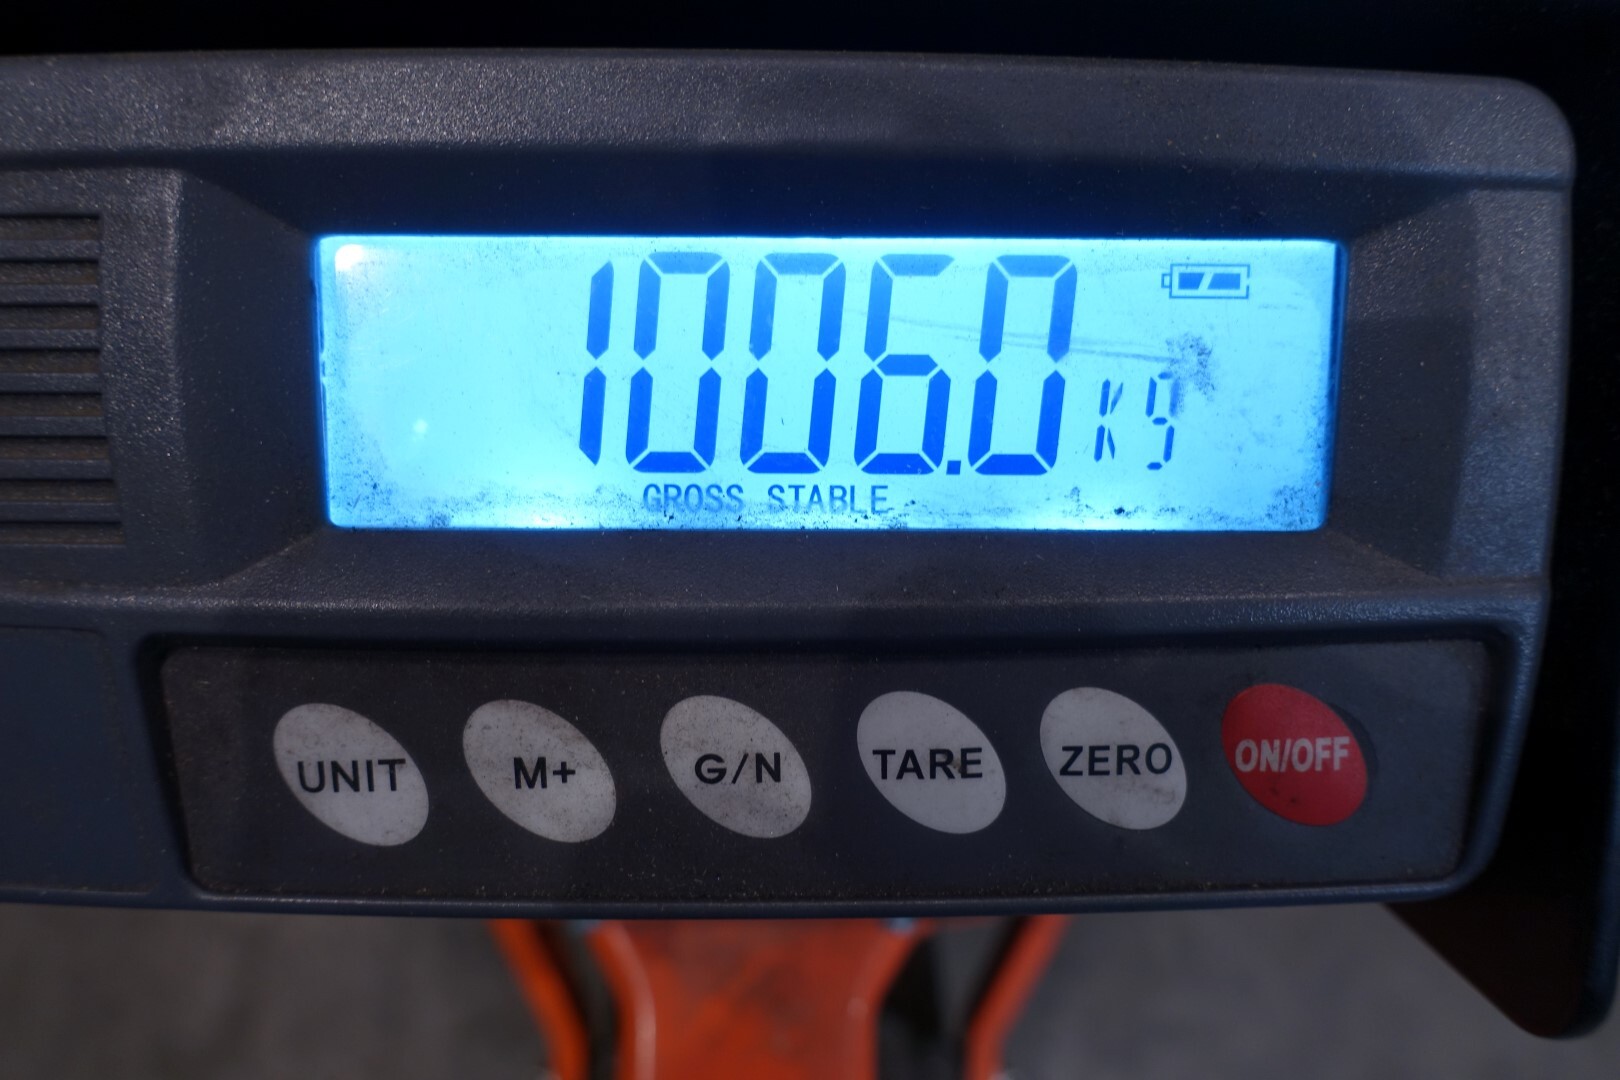 1006.0 Kg
GROSS STABLE
UNIT M+ G/N TARE ZERO ON/OFF